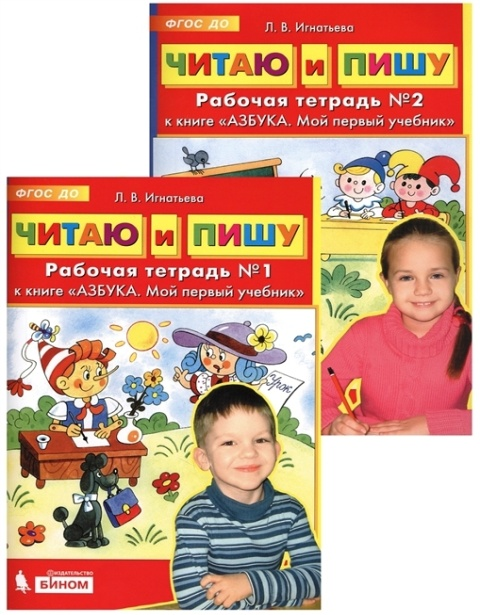 ФГОС ДО
Л. В. Игнатьева
ЧИТАЮ и ПИШУ
Рабочая тетрадь №2
к книге «АЗБУКА. Мой первый учебник»
ФГОС ДО
Л. В. Игнатьева
ЧИТАЮ и ПИШУ
Рабочая тетрадь №1
к книге «АЗБУКА. Мой первый учебник»
Урок
ИЗДАТЕЛЬСТВО
БИНОМ